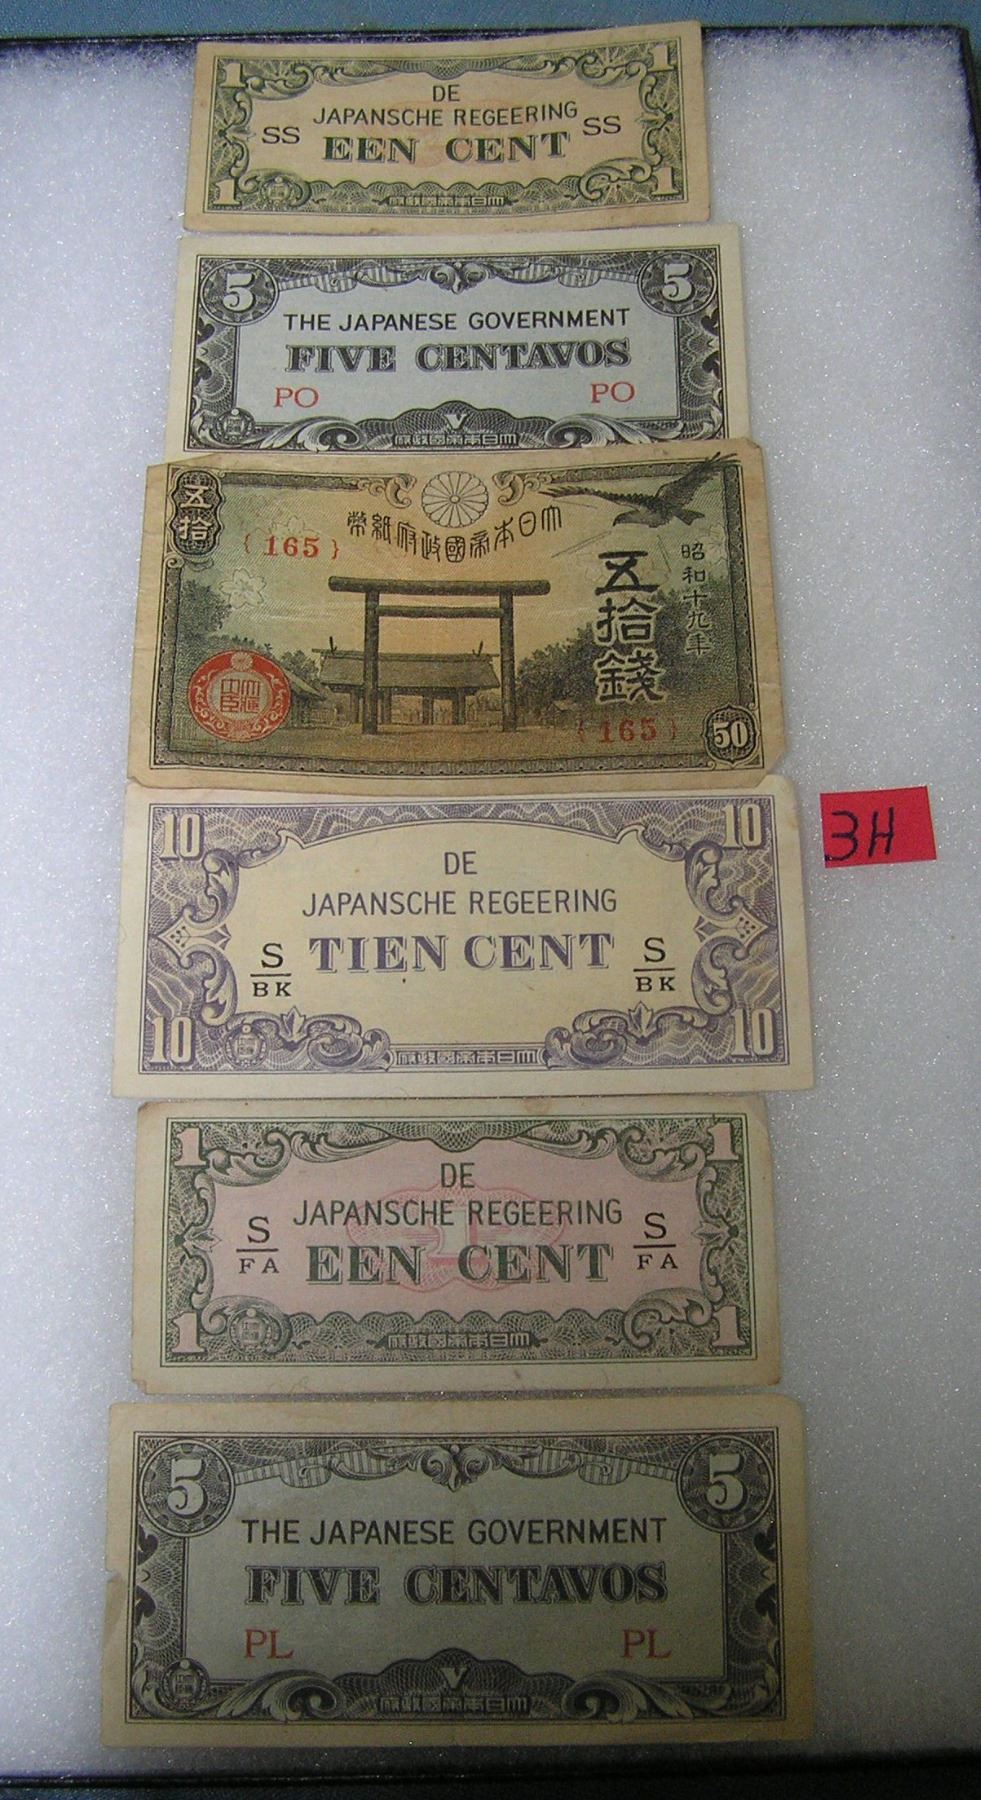 1 1
DE
JAPANSCHE REGEERING
SS EEN CENT SS
1 1
府政國帝本日大
5 5
THE JAPANESE GOVERNMENT
FIVE CENTAVOS
PO PO
府政國帝本日大
五拾
幣紙府政國帝本日大
{165}
昭和十九年
五拾錢
大藏大臣
{165}
50
10 10
DE
JAPANSCHE REGEERING
TIEN CENT
S/BK S/BK
10 10
府政國帝本日大
1 1
DE
JAPANSCHE REGEERING
EEN CENT
S/FA S/FA
1 1
府政國帝本日大
5 5
THE JAPANESE GOVERNMENT
FIVE CENTAVOS
PL PL
府政國帝本日大
3H